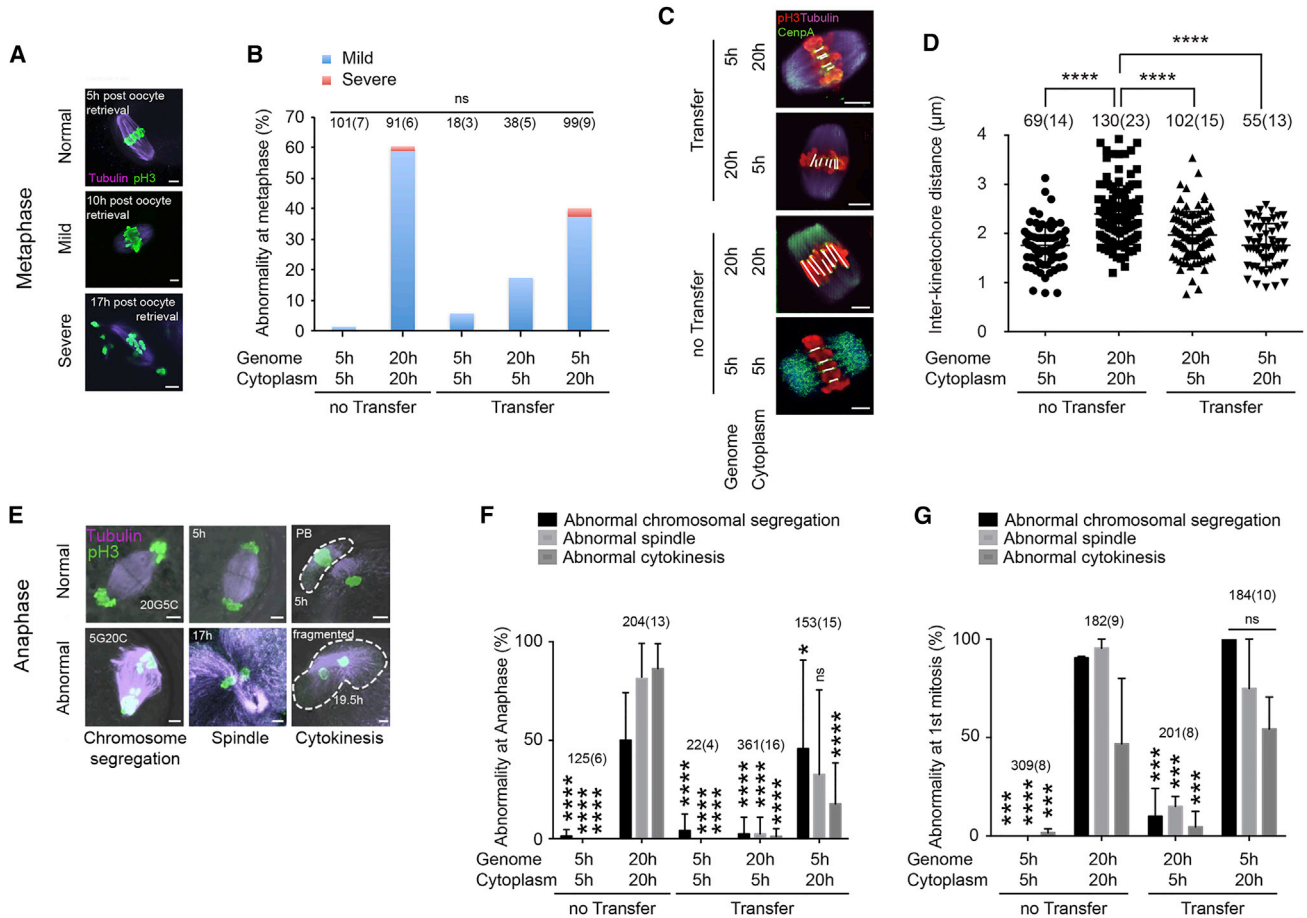 A
Metaphase
Normal
Mild
Severe
5h post oocyte
retrieval
Tubulin pH3
10h post oocyte
retrieval
17h post oocyte
retrieval
B
Mild
Severe
Abnormality at metaphase (%)
70
60
50
40
30
20
10
0
ns
101(7) 91(6) 18(3) 38(5) 99(9)
Genome 5h 20h 5h 20h 5h
Cytoplasm 5h 20h 5h 5h 20h
no Transfer Transfer
C
pH3Tubulin
CenpA
Transfer
no Transfer
5h 20h
20h 5h
20h 20h
5h 5h
Genome
Cytoplasm
D
****
**** ****
69(14) 130(23) 102(15) 55(13)
Inter-kinetochore distance (μm)
4
3
2
1
0
Genome 5h 20h 20h 5h
Cytoplasm 5h 20h 5h 20h
no Transfer Transfer
E
Anaphase
Normal
Abnormal
Tubulin
pH3
20G5C
5h
PB
5h
5G20C
17h
fragmented
19.5h
Chromosome
segregation
Spindle
Cytokinesis
F
Abnormal chromosomal segregation
Abnormal spindle
Abnormal cytokinesis
Abnormality at Anaphase (%)
100
50
0
125(6) 204(13) 22(4) 361(16) 153(15)
**** **** ****
**** **** ****
**** **** ****
* ns ****
Genome 5h 20h 5h 20h 5h
Cytoplasm 5h 20h 5h 5h 20h
no Transfer Transfer
G
Abnormal chromosomal segregation
Abnormal spindle
Abnormal cytokinesis
Abnormality at 1st mitosis (%)
100
50
0
309(8) 182(9) 201(8) 184(10)
*** **** ***
*** *** ***
ns
Genome 5h 20h 20h 5h
Cytoplasm 5h 20h 5h 20h
no Transfer Transfer